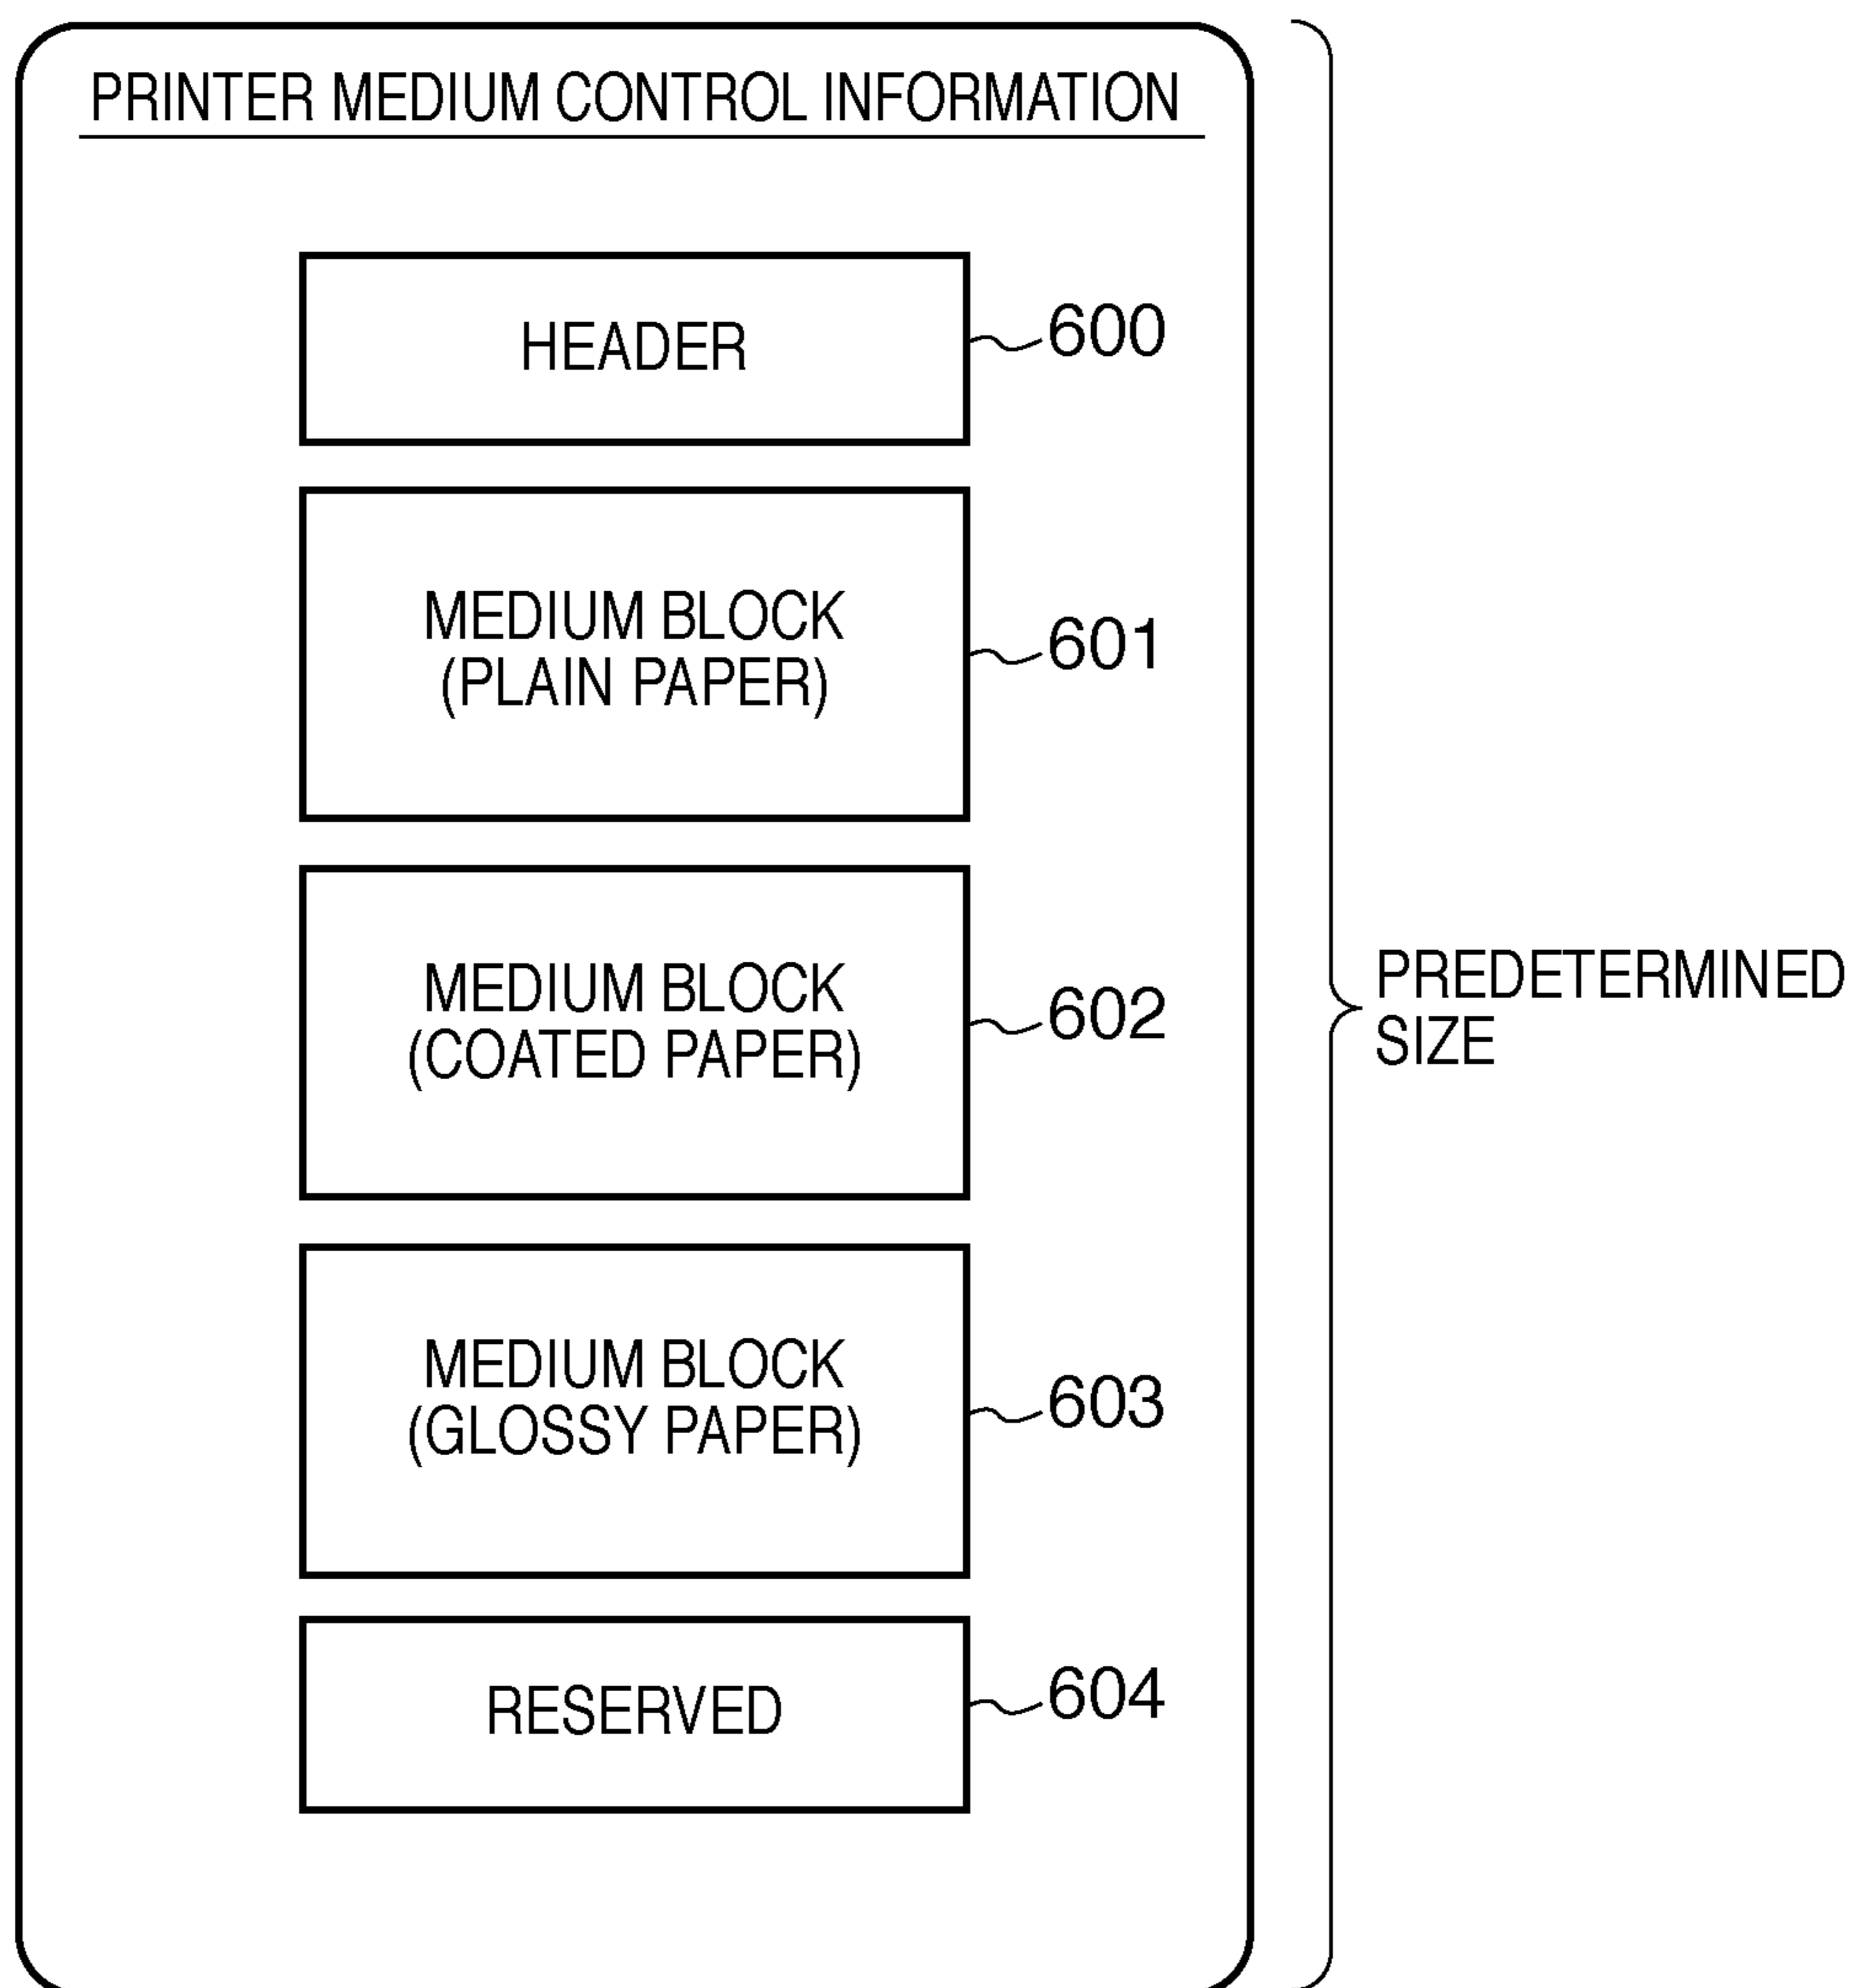 PRINTER MEDIUM CONTROL INFORMATION
HEADER
600
MEDIUM BLOCK
(PLAIN PAPER)
601
MEDIUM BLOCK
(COATED PAPER)
602
PREDETERMINED
SIZE
MEDIUM BLOCK
(GLOSSY PAPER)
603
RESERVED
604